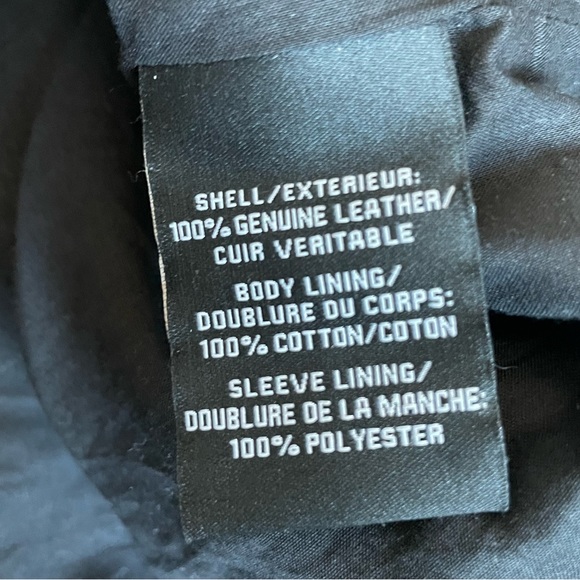 SHELL/EXTERIEUR:
100% GENUINE LEATHER/
CUIR VERITABLE
BODY LINING/
DOUBLURE DU CORPS:
100% COTTON/COTON
SLEEVE LINING/
DOUBLURE DE LA MANCHE:
100% POLYESTER